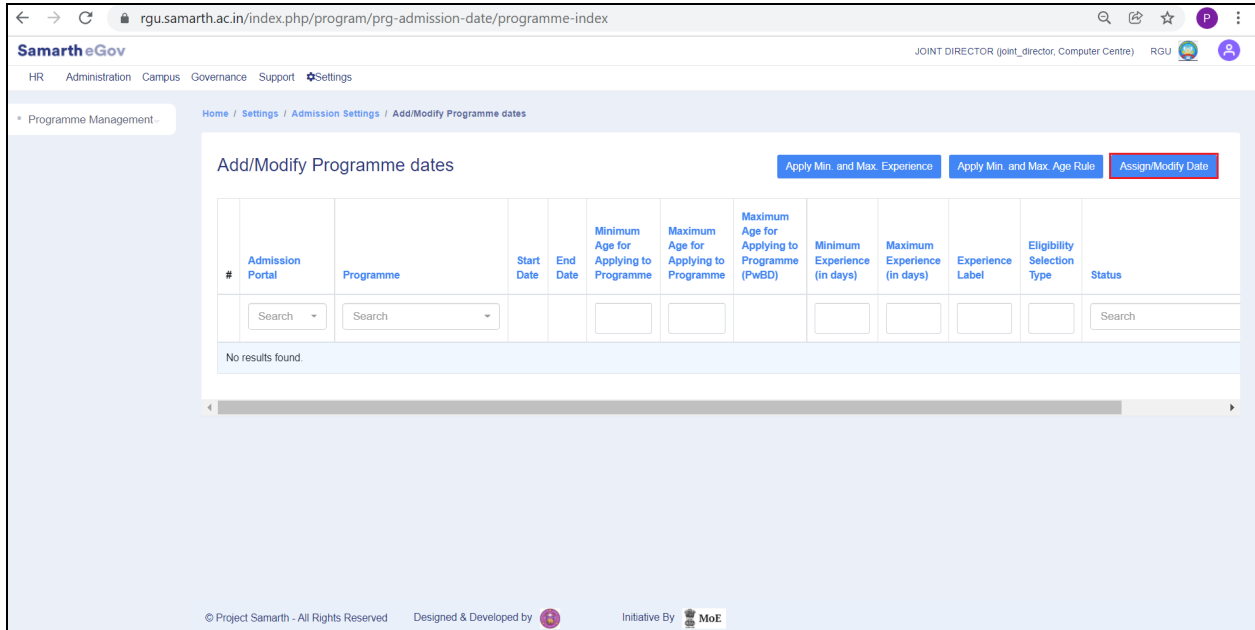 rgu.samarth.ac.in/index.php/program/prg-admission-date/programme-index
P
Samarth eGov
JOINT DIRECTOR (joint_director, Computer Centre) RGU
HR Administration Campus Governance Support Settings
Programme Management
Home / Settings / Admission Settings / Add/Modify Programme dates
Add/Modify Programme dates
Apply Min. and Max. Experience
Apply Min. and Max. Age Rule
Assign/Modify Date
#
Admission
Portal
Programme
Start
Date
End
Date
Minimum
Age for
Applying to
Programme
Maximum
Age for
Applying to
Programme
Maximum
Age for
Applying to
Programme
(PwBD)
Minimum
Experience
(in days)
Maximum
Experience
(in days)
Experience
Label
Eligibility
Selection
Type
Status
Search
Search
Search
No results found.
© Project Samarth - All Rights Reserved Designed & Developed by Initiative By MoE